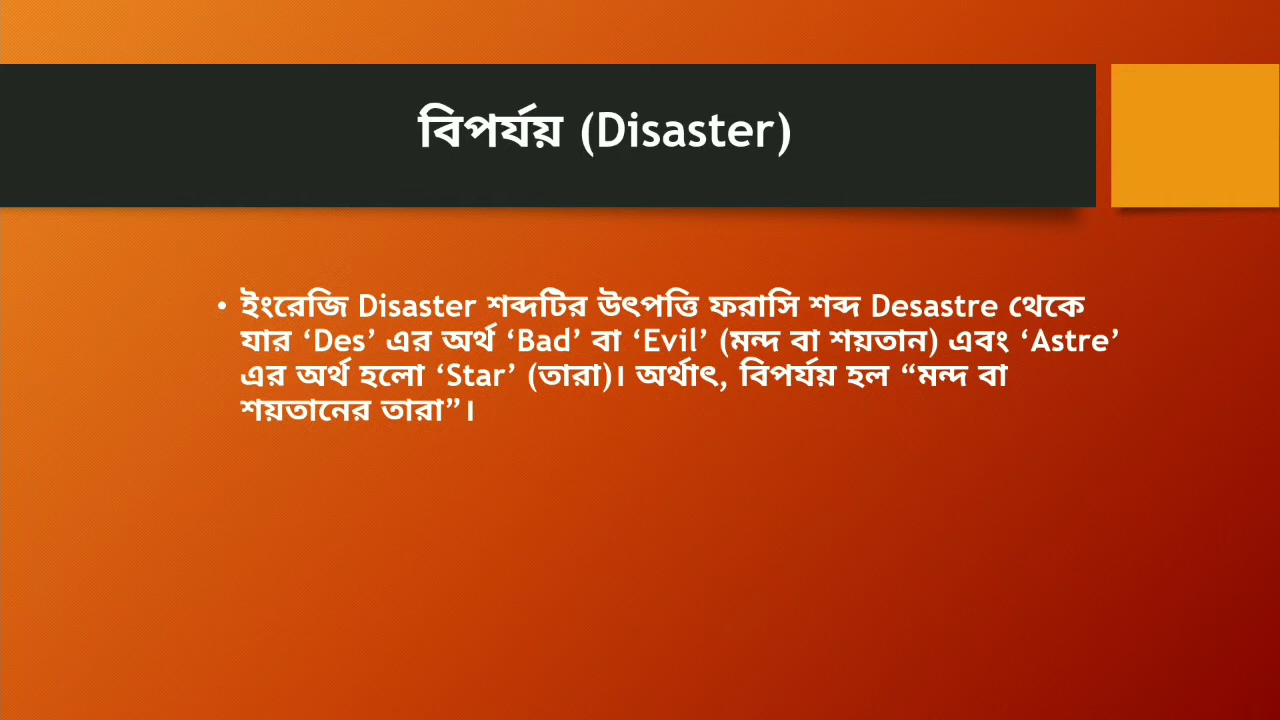 বিপর্যয় (Disaster)
• ইংরেজি Disaster শব্দটির উৎপত্তি ফরাসি শব্দ Desastre থেকে
যার ‘Des’ এর অর্থ ‘Bad’ বা ‘Evil’ (মন্দ বা শয়তান) এবং ‘Astre’
এর অর্থ হলো ‘Star’ (তারা)। অর্থাৎ, বিপর্যয় হল “মন্দ বা
শয়তানের তারা”।